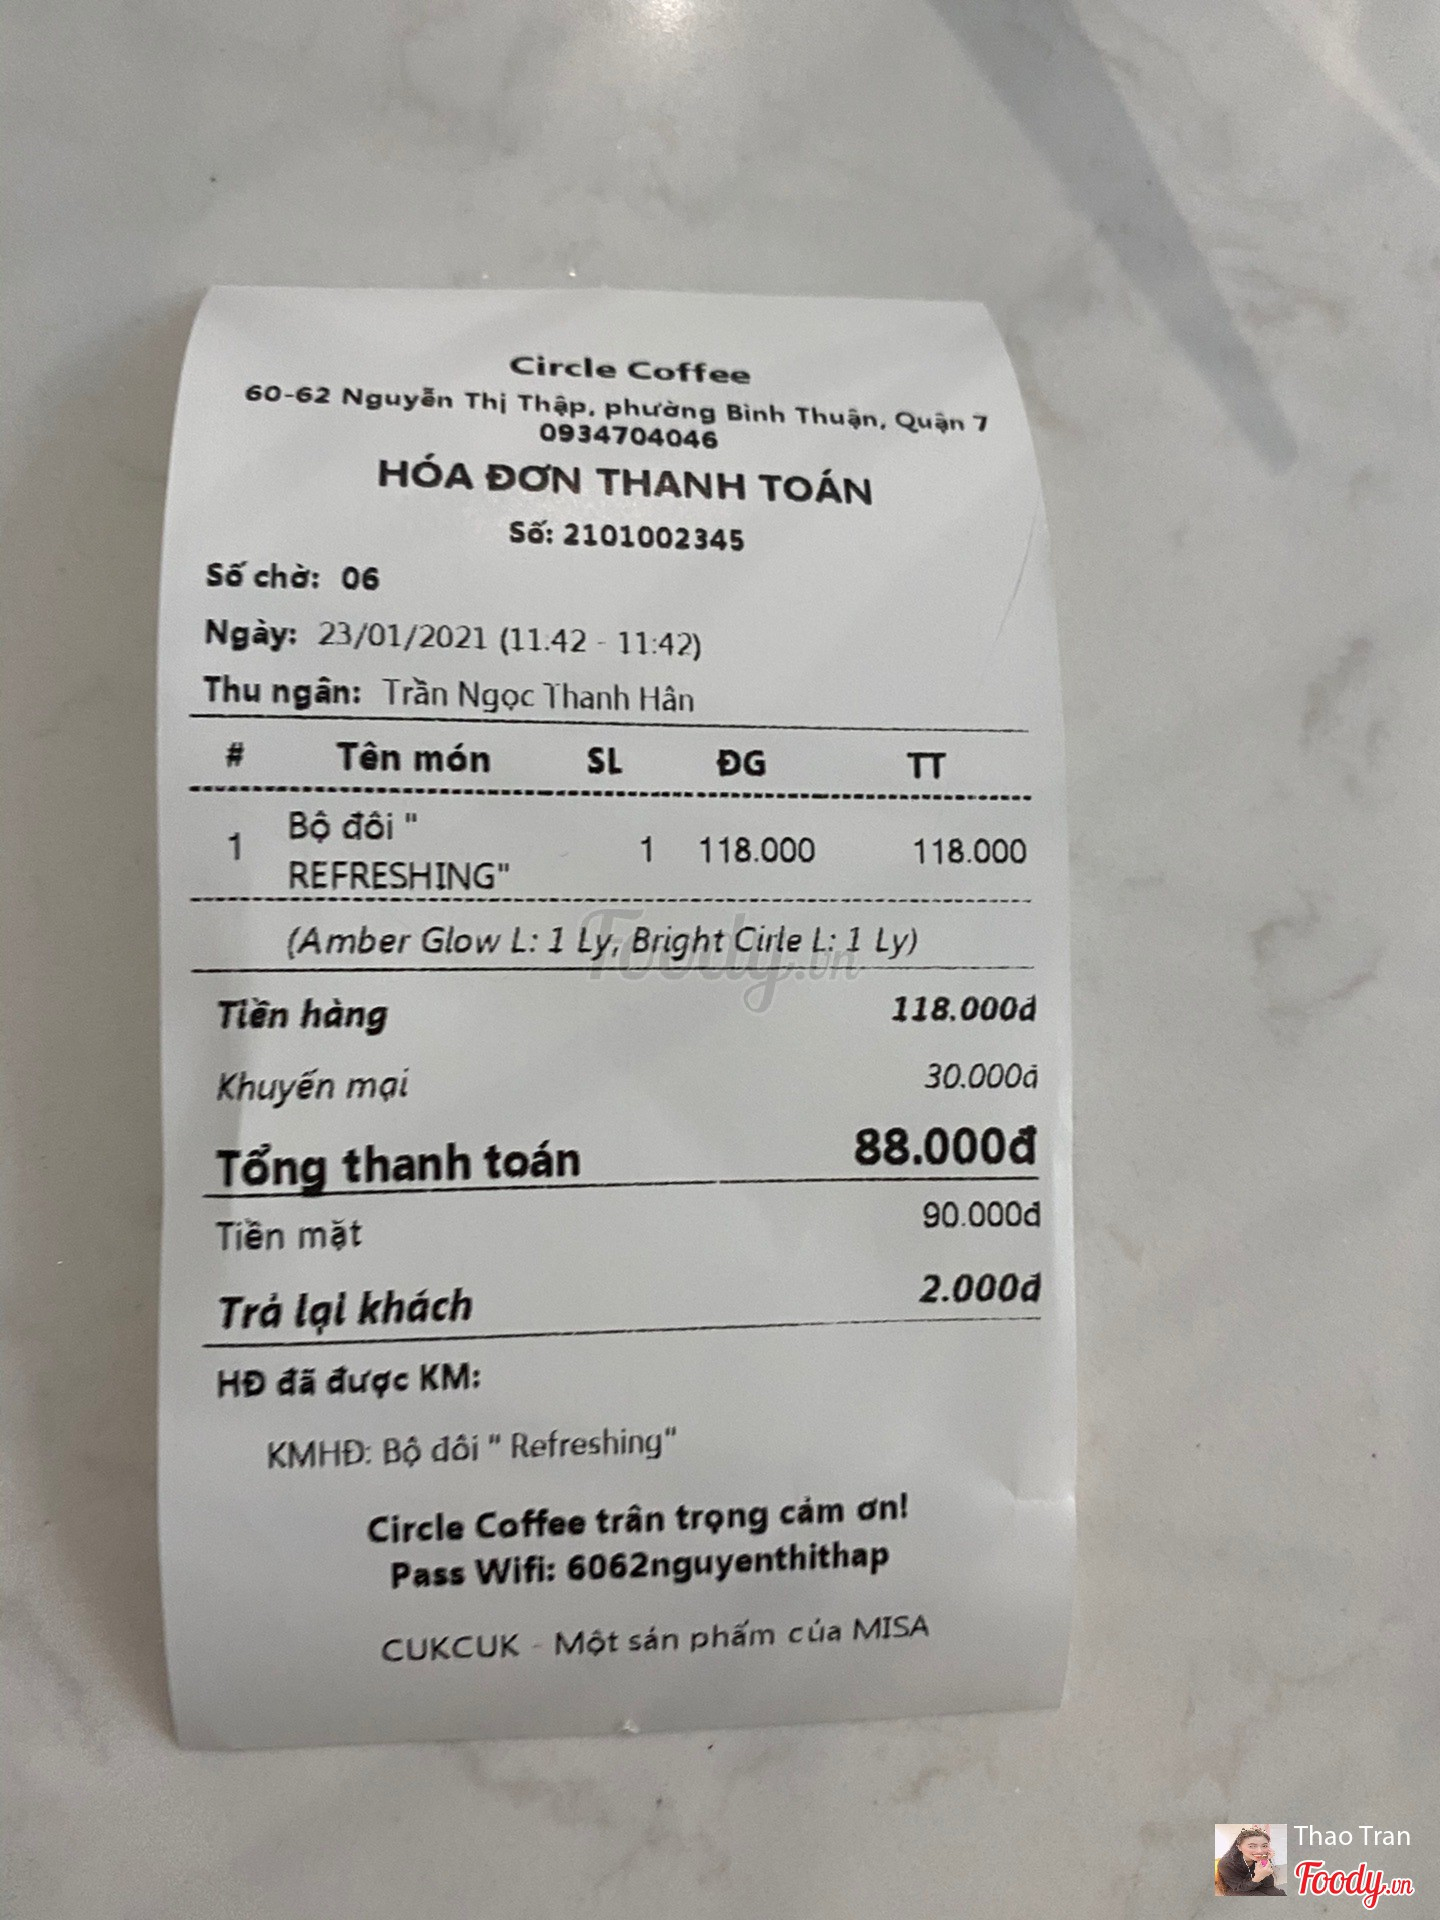 Circle Coffee
60-62 Nguyễn Thị Thập, phường Bình Thuận, Quận 7
0934704046
HÓA ĐƠN THANH TOÁN
Số: 2101002345
Số chờ: 06
Ngày: 23/01/2021 (11:42 - 11:42)
Thu ngân: Trần Ngọc Thanh Hân
# Tên món SL ĐG TT
1 Bộ đôi " REFRESHING" 1 118.000 118.000
(Amber Glow L: 1 Ly, Bright Cirle L: 1 Ly)
Tiền hàng 118.000đ
Khuyến mại 30.000đ
Tổng thanh toán 88.000đ
Tiền mặt 90.000đ
Trả lại khách 2.000đ
HĐ đã được KM:
KMHĐ: Bộ đôi " Refreshing"
Circle Coffee trân trọng cảm ơn!
Pass Wifi: 6062nguyenthithap
CUKCUK - Một sản phẩm của MISA
Foody.vn
Thao Tran
Foody.vn